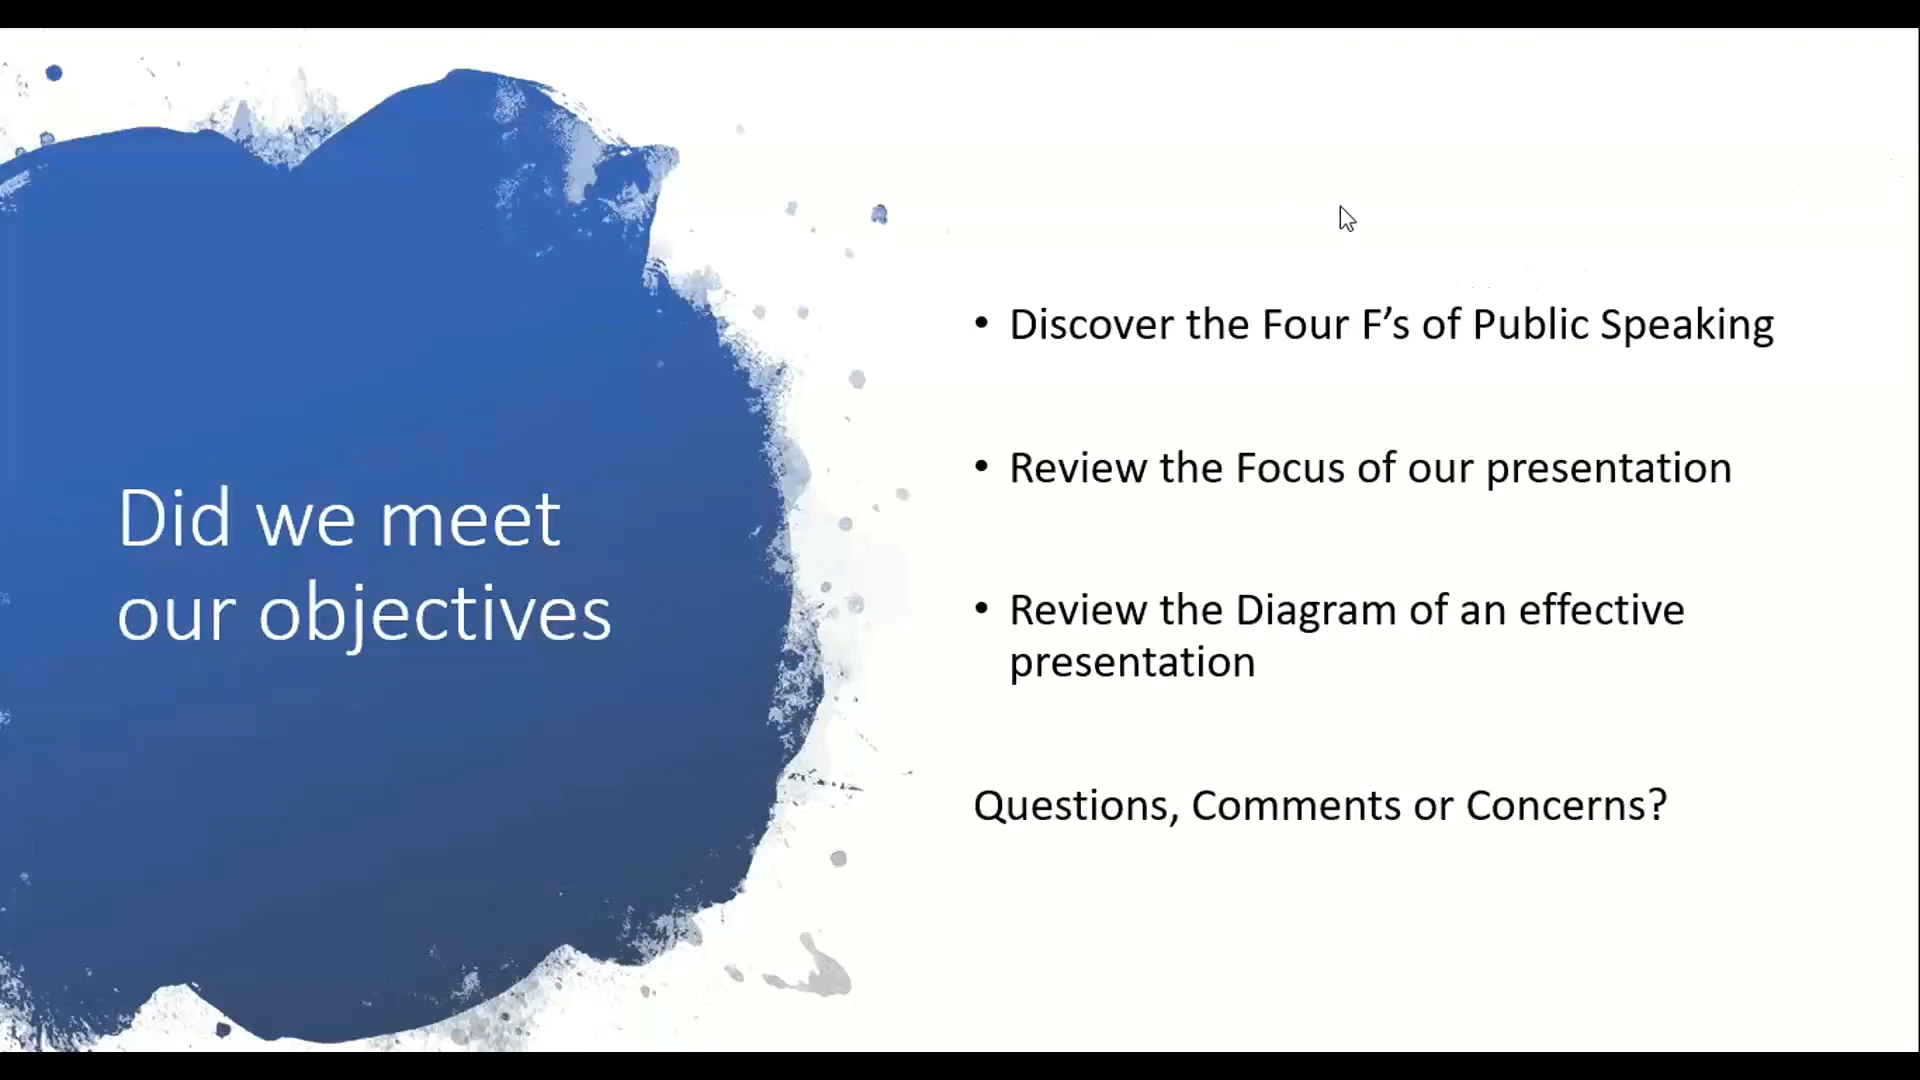 Did we meet
our objectives
• Discover the Four F’s of Public Speaking
• Review the Focus of our presentation
• Review the Diagram of an effective
presentation
Questions, Comments or Concerns?